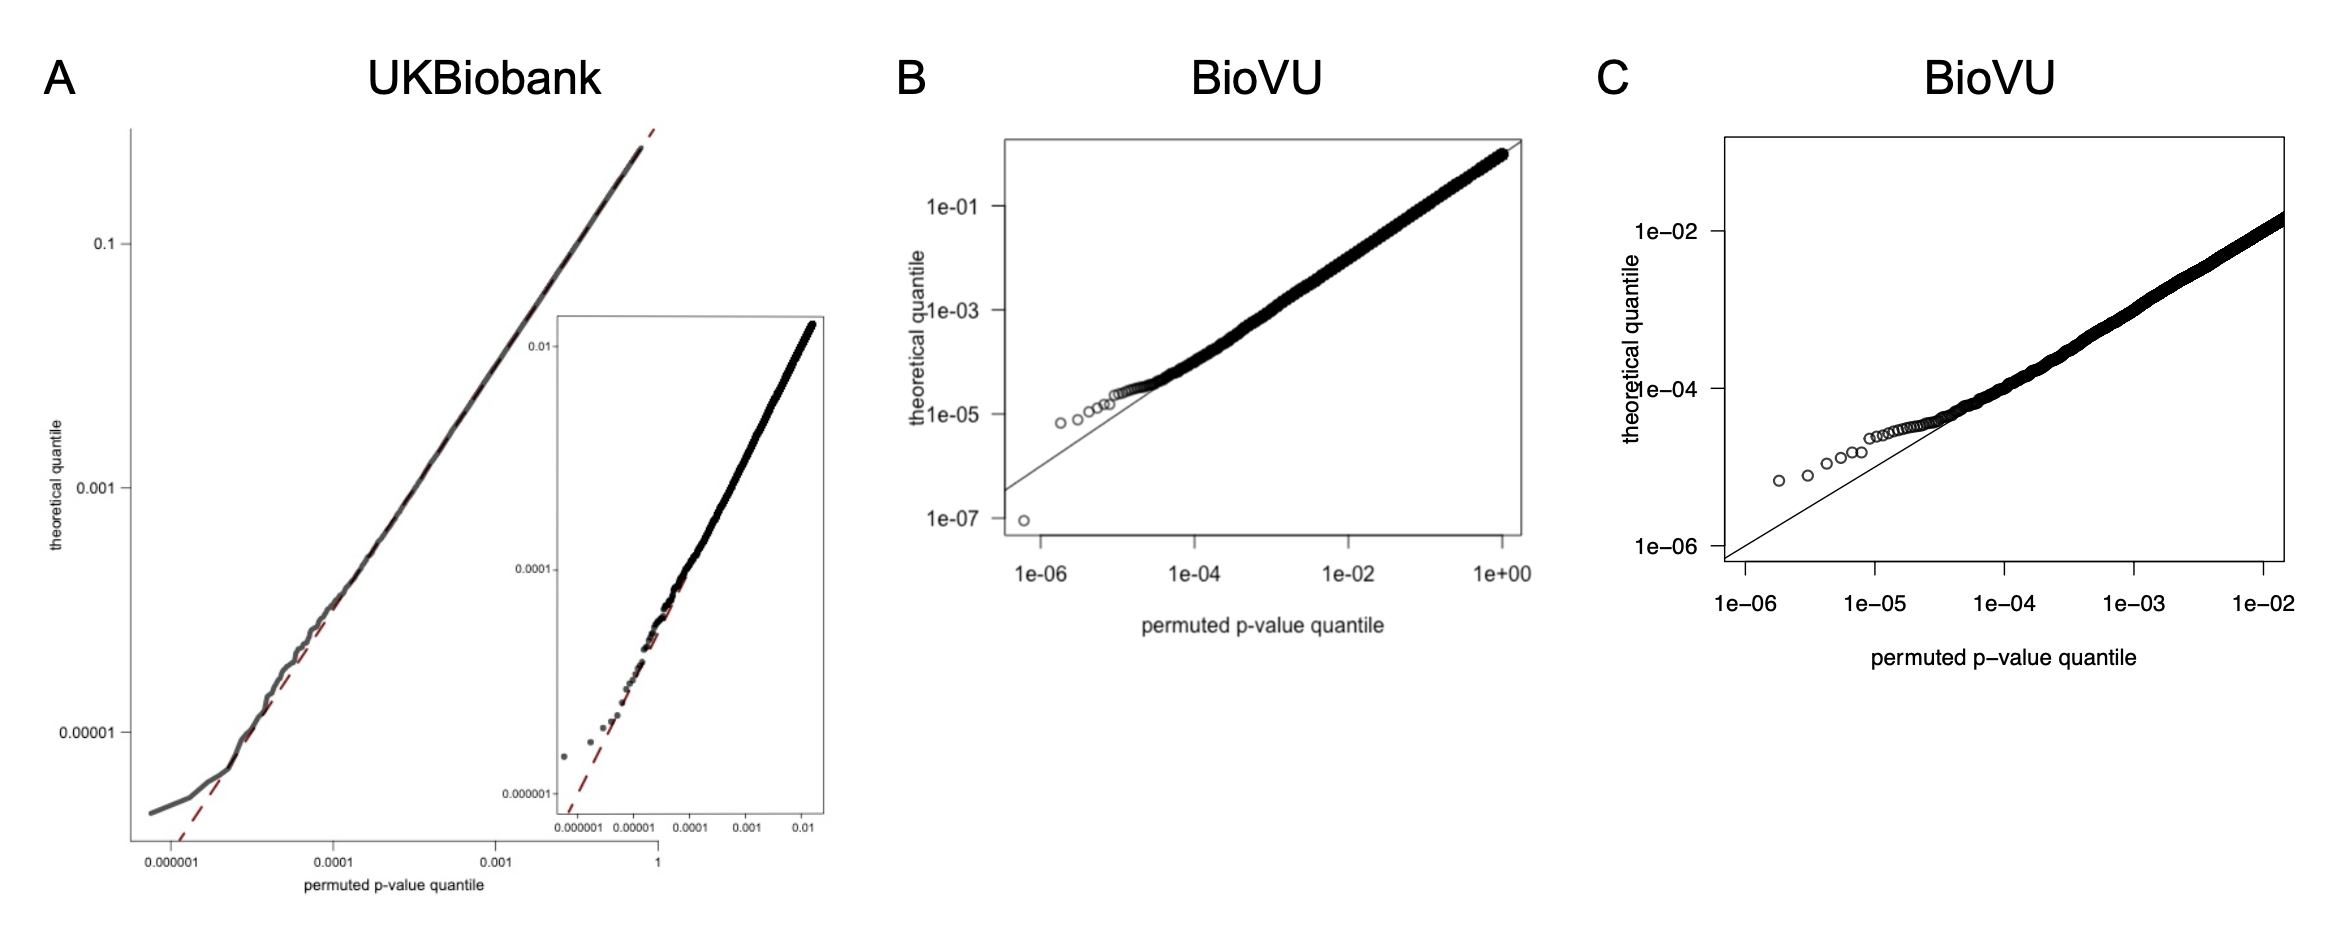 A
UKBiobank
theoretical quantile
0.1
0.001
0.00001
0.000001
0.0001
0.001
1
permuted p-value quantile
0.01
0.0001
0.000001
0.000001
0.00001
0.0001
0.001
0.01
B
BioVU
theoretical quantile
1e-01
1e-03
1e-05
1e-07
1e-06
1e-04
1e-02
1e+00
permuted p-value quantile
C
BioVU
theoretical quantile
1e−02
1e−04
1e−06
1e−06
1e−05
1e−04
1e−03
1e−02
permuted p−value quantile